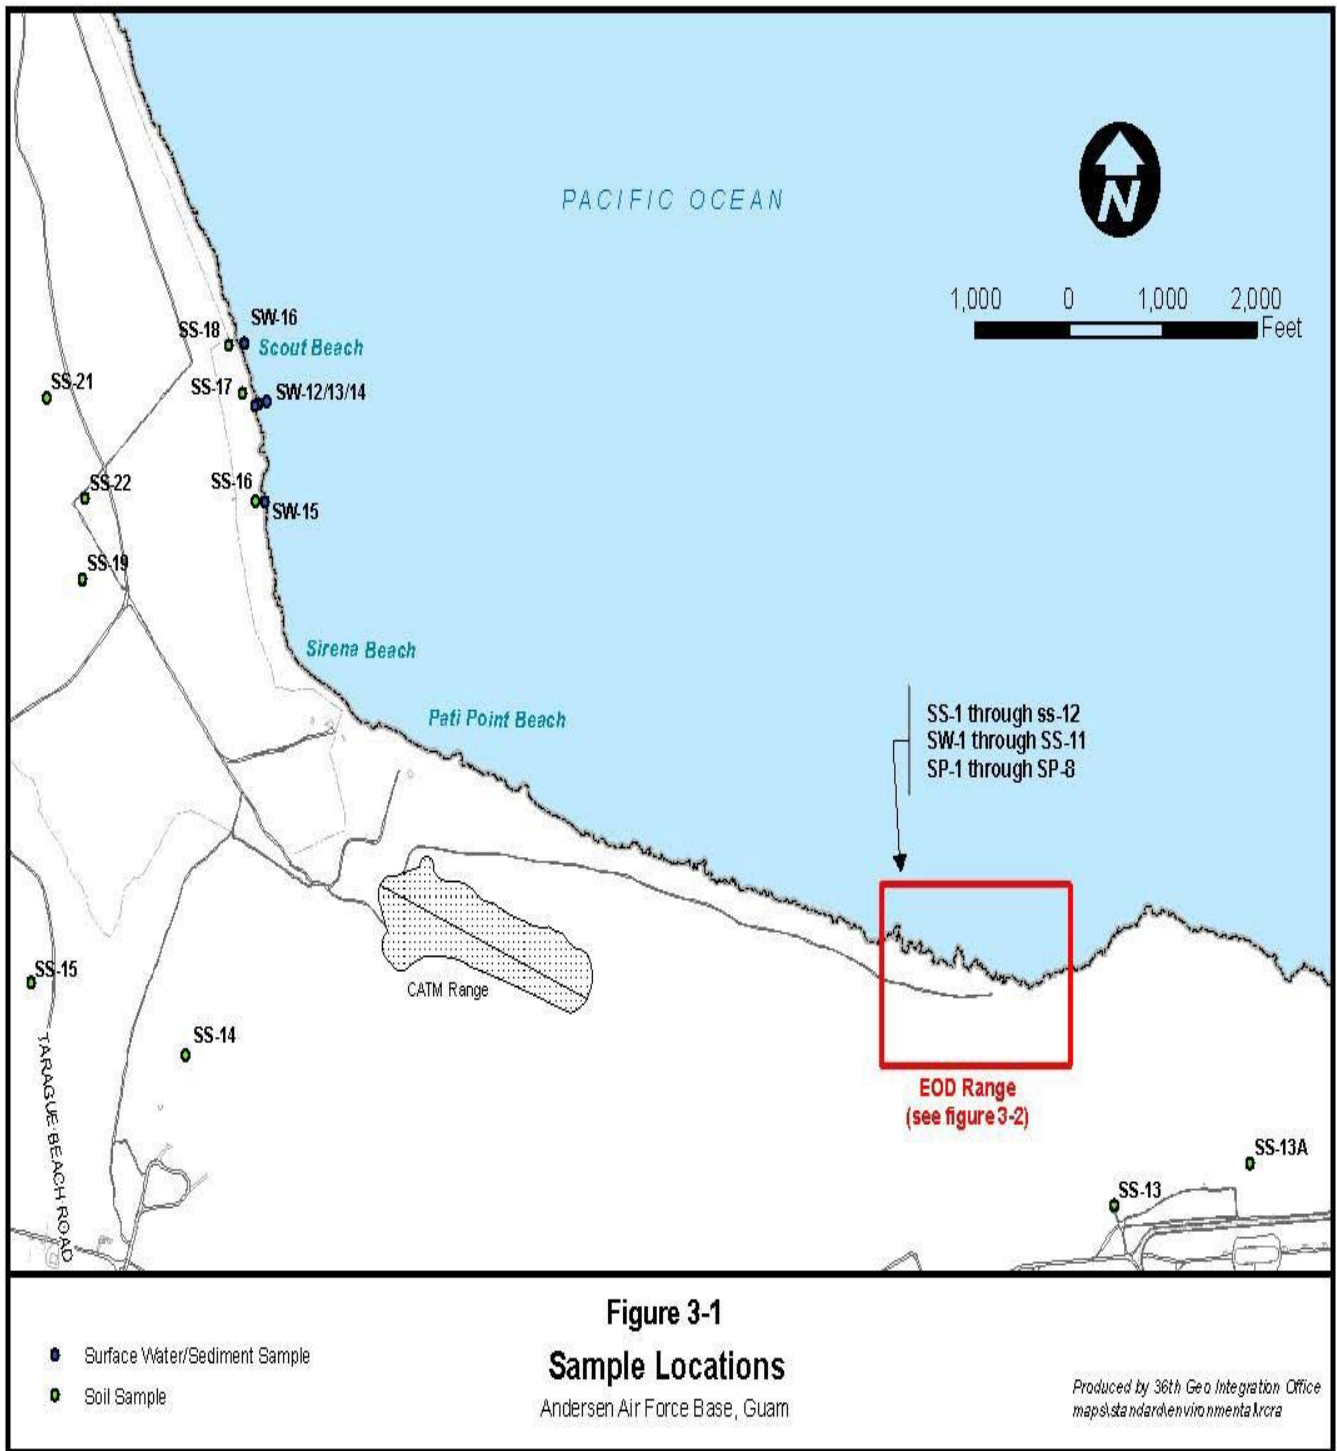 PACIFIC OCEAN
N
1,000 0 1,000 2,000
Feet
SW-16
SS-18
Scout Beach
SS-21
SS-17
SW-12/13/14
SS-22
SS-16
SW-15
SS-19
Sirena Beach
Pati Point Beach
SS-1 through ss-12
SW-1 through SS-11
SP-1 through SP-8
SS-15
CATM Range
SS-14
TARAGUE BEACH ROAD
EOD Range
(see figure 3-2)
SS-13A
SS-13
Figure 3-1
Sample Locations
Andersen Air Force Base, Guam
Surface Water/Sediment Sample
Soil Sample
Produced by 36th Geo Integration Office
maps\standard\environmental\rcra